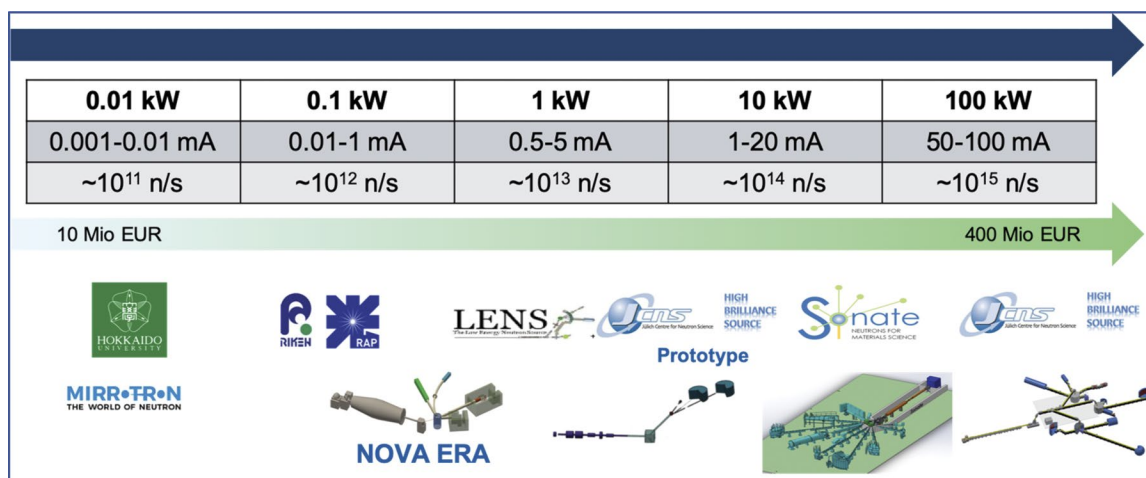 0.01 kW 0.1 kW 1 kW 10 kW 100 kW
0.001-0.01 mA 0.01-1 mA 0.5-5 mA 1-20 mA 50-100 mA
~10¹¹ n/s ~10¹² n/s ~10¹³ n/s ~10¹⁴ n/s ~10¹⁵ n/s
10 Mio EUR 400 Mio EUR
HOKKAIDO
UNIVERSITY
RIKEN
RAP
LENS
The Low Energy Neutron Source
JCNS
Jülich Centre for Neutron Science
HIGH
BRILLIANCE
SOURCE
Prototype
Sonate
NEUTRONS FOR
MATERIALS SCIENCE
JCNS
Jülich Centre for Neutron Science
HIGH
BRILLIANCE
SOURCE
MIRROTRON
THE WORLD OF NEUTRON
NOVA ERA